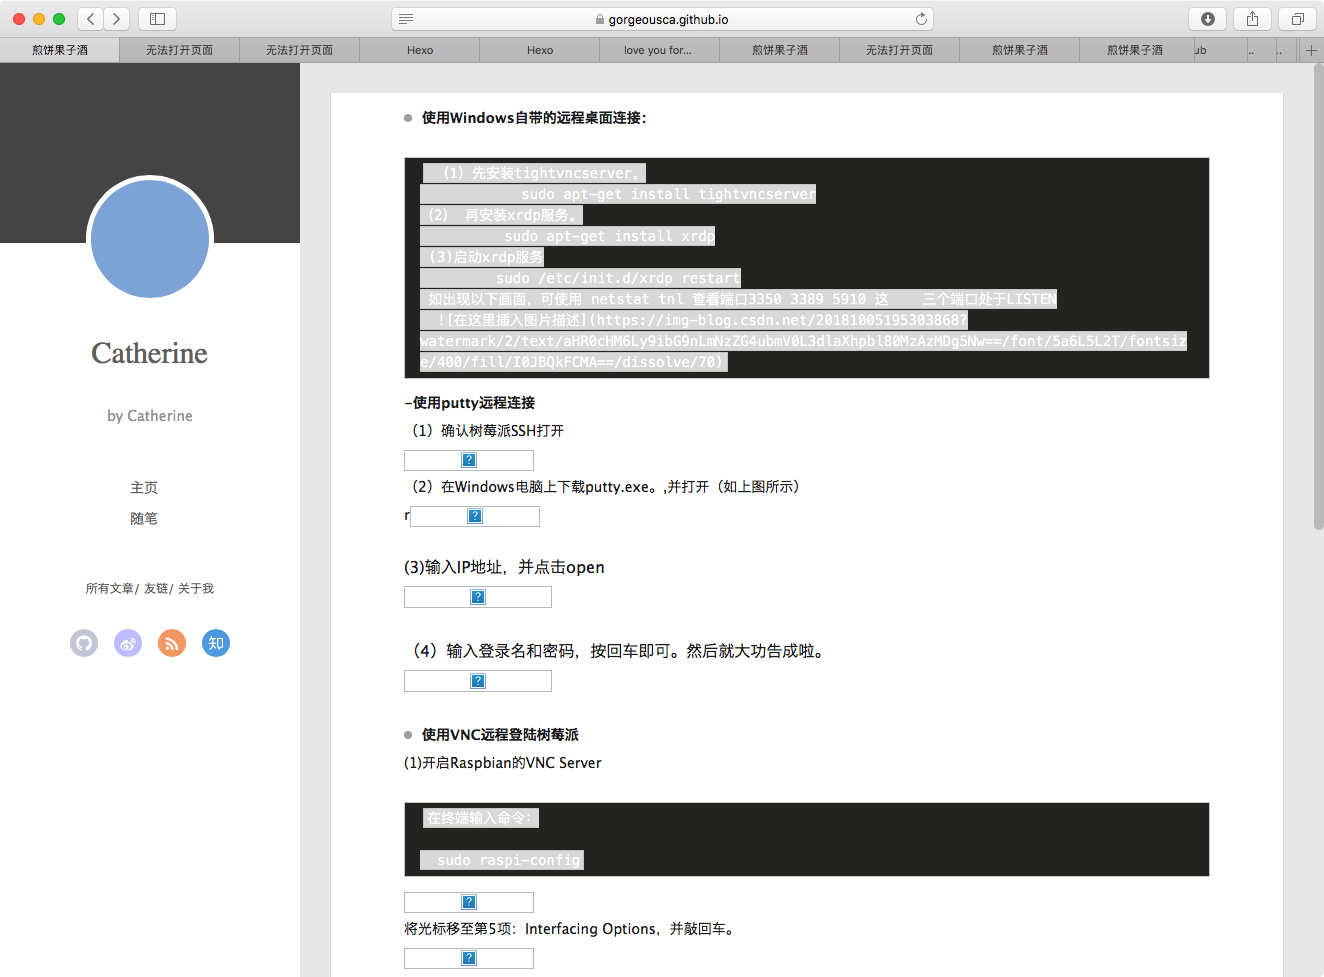 gorgeousca.github.io
煎饼果子酒
无法打开页面
无法打开页面
Hexo
Hexo
love you for...
煎饼果子酒
无法打开页面
煎饼果子酒
煎饼果子酒
ub
..
..
Catherine
by Catherine
主页
随笔
所有文章/ 友链/ 关于我
知
使用Windows自带的远程桌面连接：
（1）先安装tightvncserver。
sudo apt-get install tightvncserver
（2） 再安装xrdp服务。
sudo apt-get install xrdp
(3)启动xrdp服务
sudo /etc/init.d/xrdp restart
如出现以下画面，可使用 netstat tnl 查看端口3350 3389 5910 这 三个端口处于LISTEN
![在这里插入图片描述](https://img-blog.csdn.net/20181005195303868?
watermark/2/text/aHR0cHM6Ly9ibG9nLmNzZG4ubmV0L3dlaXhpbl80MzAzMDg5Nw==/font/5a6L5L2T/fontsiz
e/400/fill/I0JBQkFCMA==/dissolve/70)
–使用putty远程连接
（1）确认树莓派SSH打开
（2）在Windows电脑上下载putty.exe。,并打开（如上图所示）
r
(3)输入IP地址，并点击open
（4）输入登录名和密码，按回车即可。然后就大功告成啦。
使用VNC远程登陆树莓派
(1)开启Raspbian的VNC Server
在终端输入命令：
sudo raspi-config
将光标移至第5项：Interfacing Options，并敲回车。